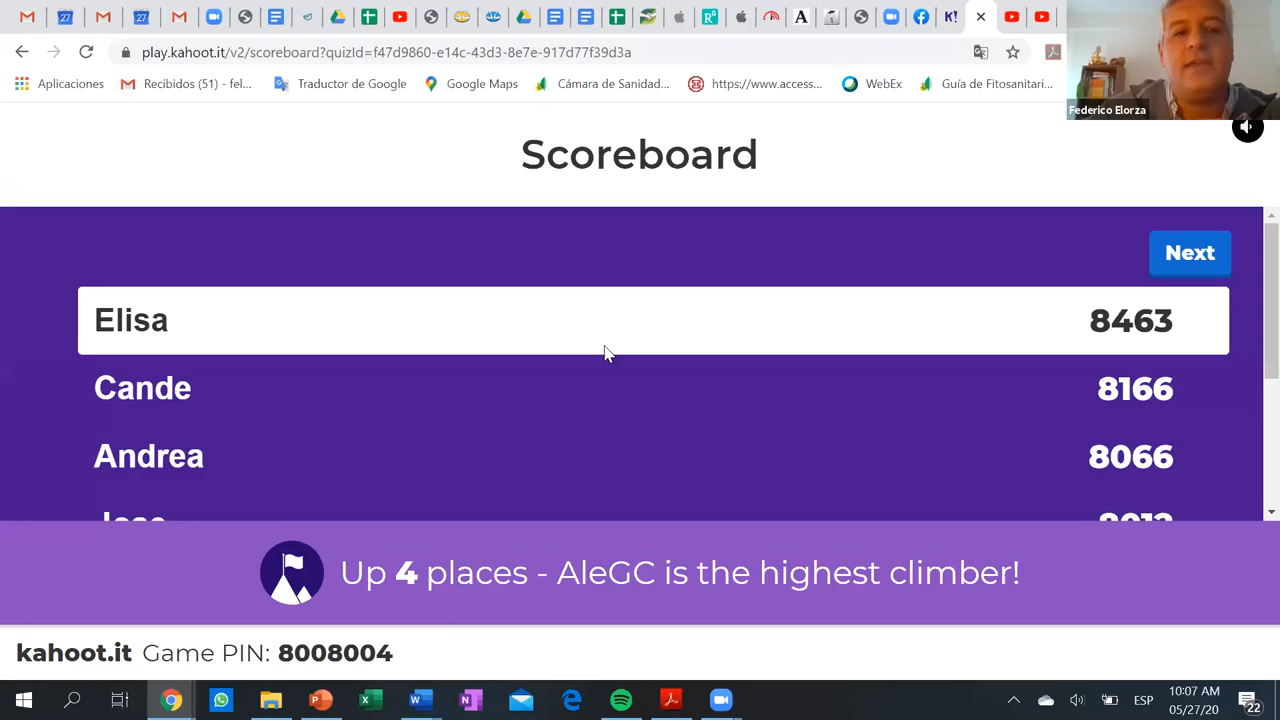 27
27
A
K!
play.kahoot.it/v2/scoreboard?quizId=f47d9860-e14c-43d3-8e7e-917d77f39d3a
Aplicaciones
Recibidos (51) - fel...
Traductor de Google
Google Maps
Cámara de Sanidad...
https://www.access...
WebEx
Guía de Fitosanitari...
Federico Elorza
Scoreboard
Next
Elisa 8463
Cande 8166
Andrea 8066
Up 4 places - AleGC is the highest climber!
kahoot.it Game PIN: 8008004
ESP
10:07 AM
05/27/20
22